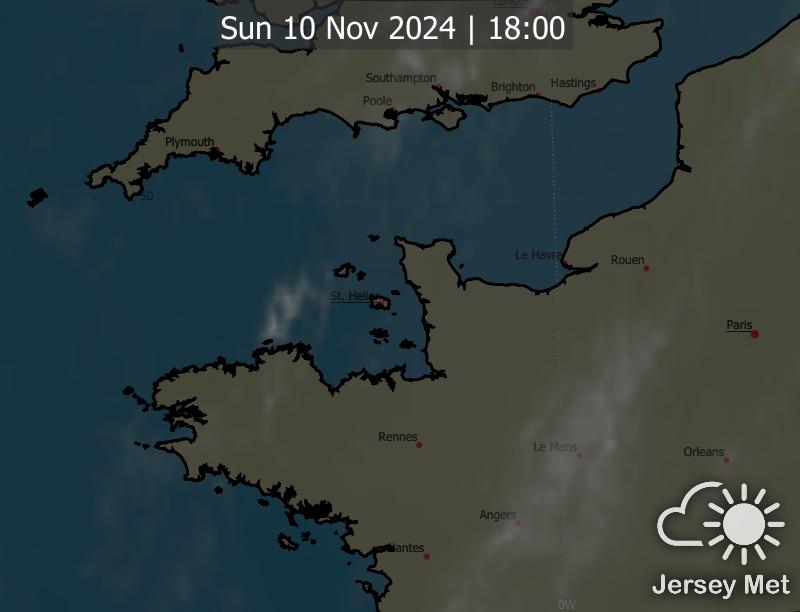 London
Sun 10 Nov 2024 | 18:00
Southampton
Brighton
Hastings
Poole
Plymouth
50
Le Havre
Rouen
St. Helier
Paris
Rennes
Le Mans
Orleans
Angers
Nantes
Jersey Met
0W